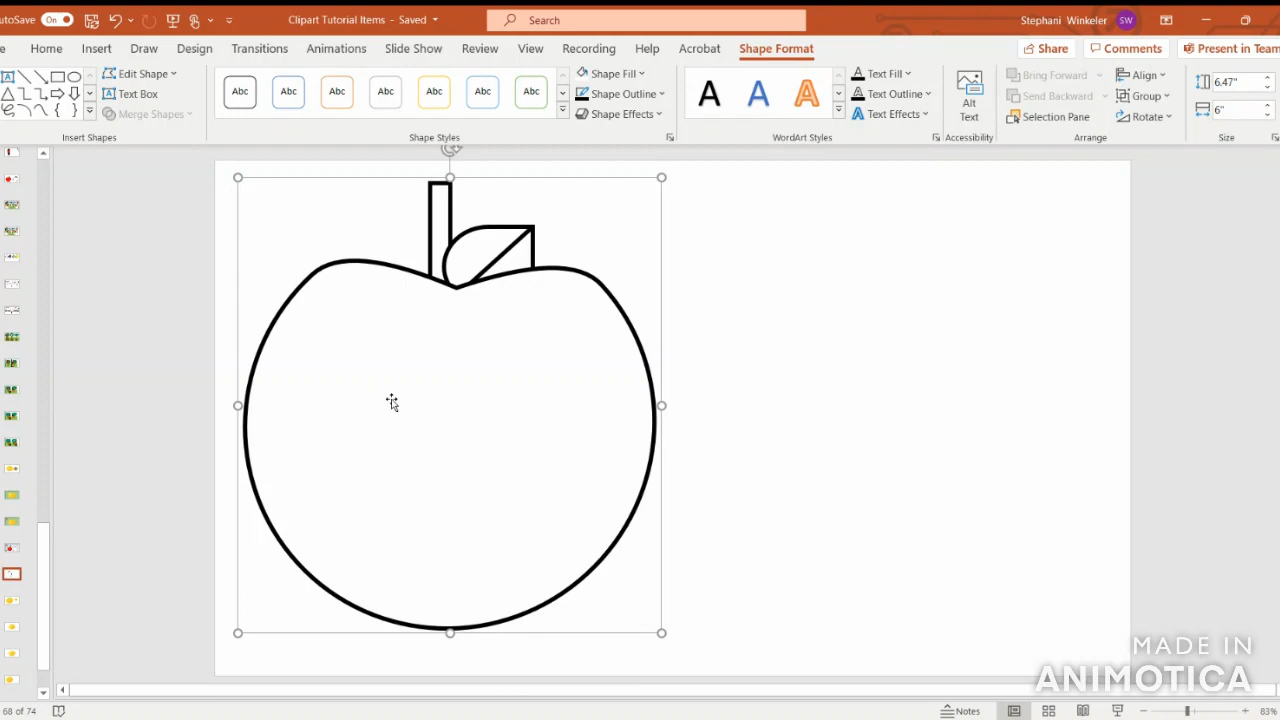 utoSave On Clipart Tutorial Items - Saved Search Stephani Winkeler SW
Home Insert Draw Design Transitions Animations Slide Show Review View Recording Help Acrobat Shape Format Share Comments Present in Team
Edit Shape Abc Abc Abc Abc Abc Abc Abc Shape Fill A A A Text Fill Bring Forward Align 6.47"
Text Box Shape Outline Text Outline Alt Text Send Backward Group 6"
Merge Shapes Shape Effects Text Effects Selection Pane Rotate
Insert Shapes Shape Styles WordArt Styles Accessibility Arrange Size
MADE IN
ANIMOTICA
68 of 74 Notes 83%